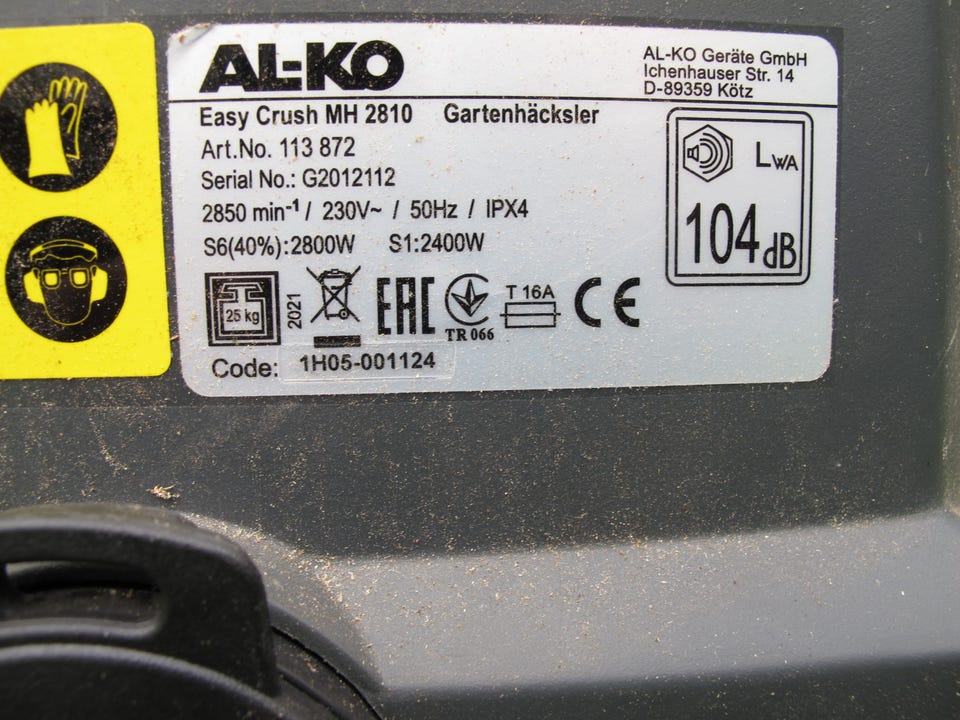 AL-KO
AL-KO Geräte GmbH
Ichenhauser Str. 14
D-89359 Kötz
Easy Crush MH 2810 Gartenhäcksler
Art.No. 113 872
Serial No.: G2012112
2850 min⁻¹ / 230V~ / 50Hz / IPX4
S6(40%):2800W S1:2400W
LWA
104 dB
25 kg
2021
EAC
TR 066
T 16A
CE
Code: 1H05-001124